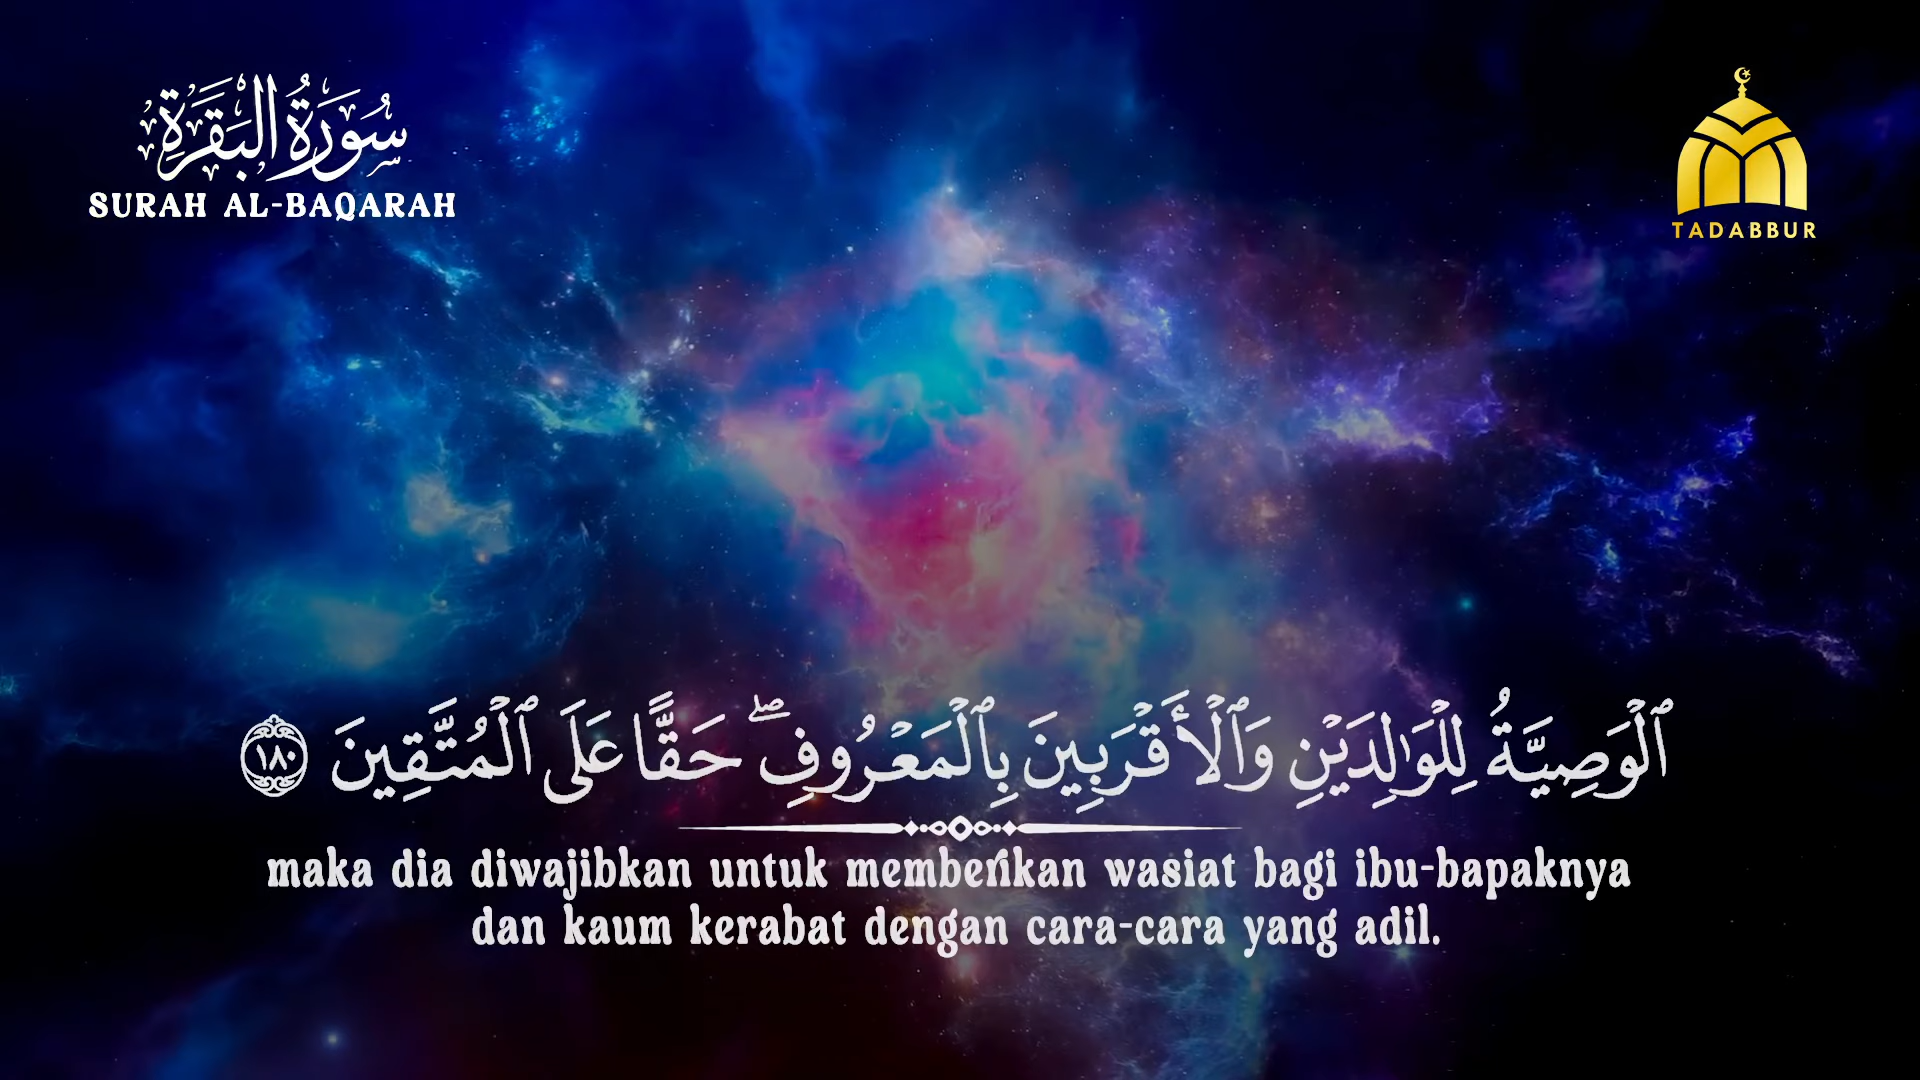 سُورَةُ البَقَرَةِ
SURAH AL-BAQARAH
TADABBUR
ٱلْوَصِيَّةُ لِلْوَٰلِدَيْنِ وَٱلْأَقْرَبِينَ بِٱلْمَعْرُوفِ ۖ حَقًّا عَلَى ٱلْمُتَّقِينَ ١٨٠
maka dia diwajibkan untuk memberikan wasiat bagi ibu-bapaknya
dan kaum kerabat dengan cara-cara yang adil.